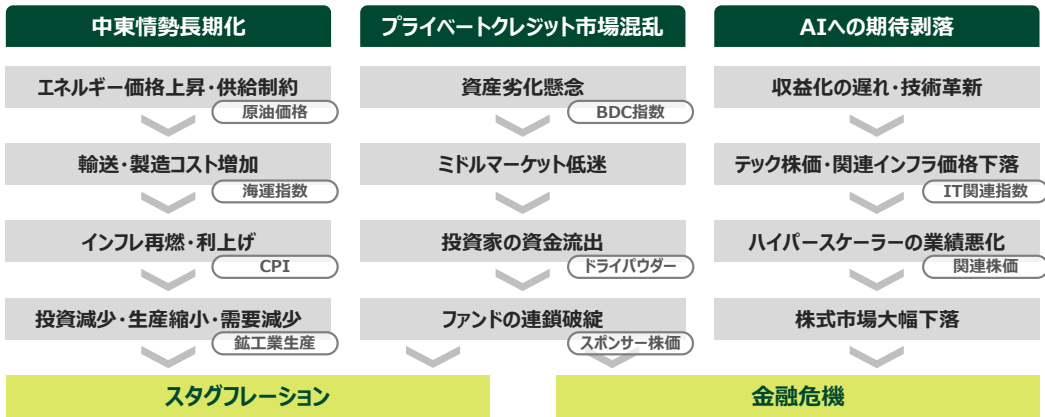 中東情勢長期化
エネルギー価格上昇・供給制約
原油価格
輸送・製造コスト増加
海運指数
インフレ再燃・利上げ
CPI
投資減少・生産縮小・需要減少
鉱工業生産
プライベートクレジット市場混乱
資産劣化懸念
BDC指数
ミドルマーケット低迷
投資家の資金流出
ドライパウダー
ファンドの連鎖破綻
スポンサー株価
AIへの期待剥落
収益化の遅れ・技術革新
テック株価・関連インフラ価格下落
IT関連指数
ハイパースケーラーの業績悪化
関連株価
株式市場大幅下落
スタグフレーション
金融危機